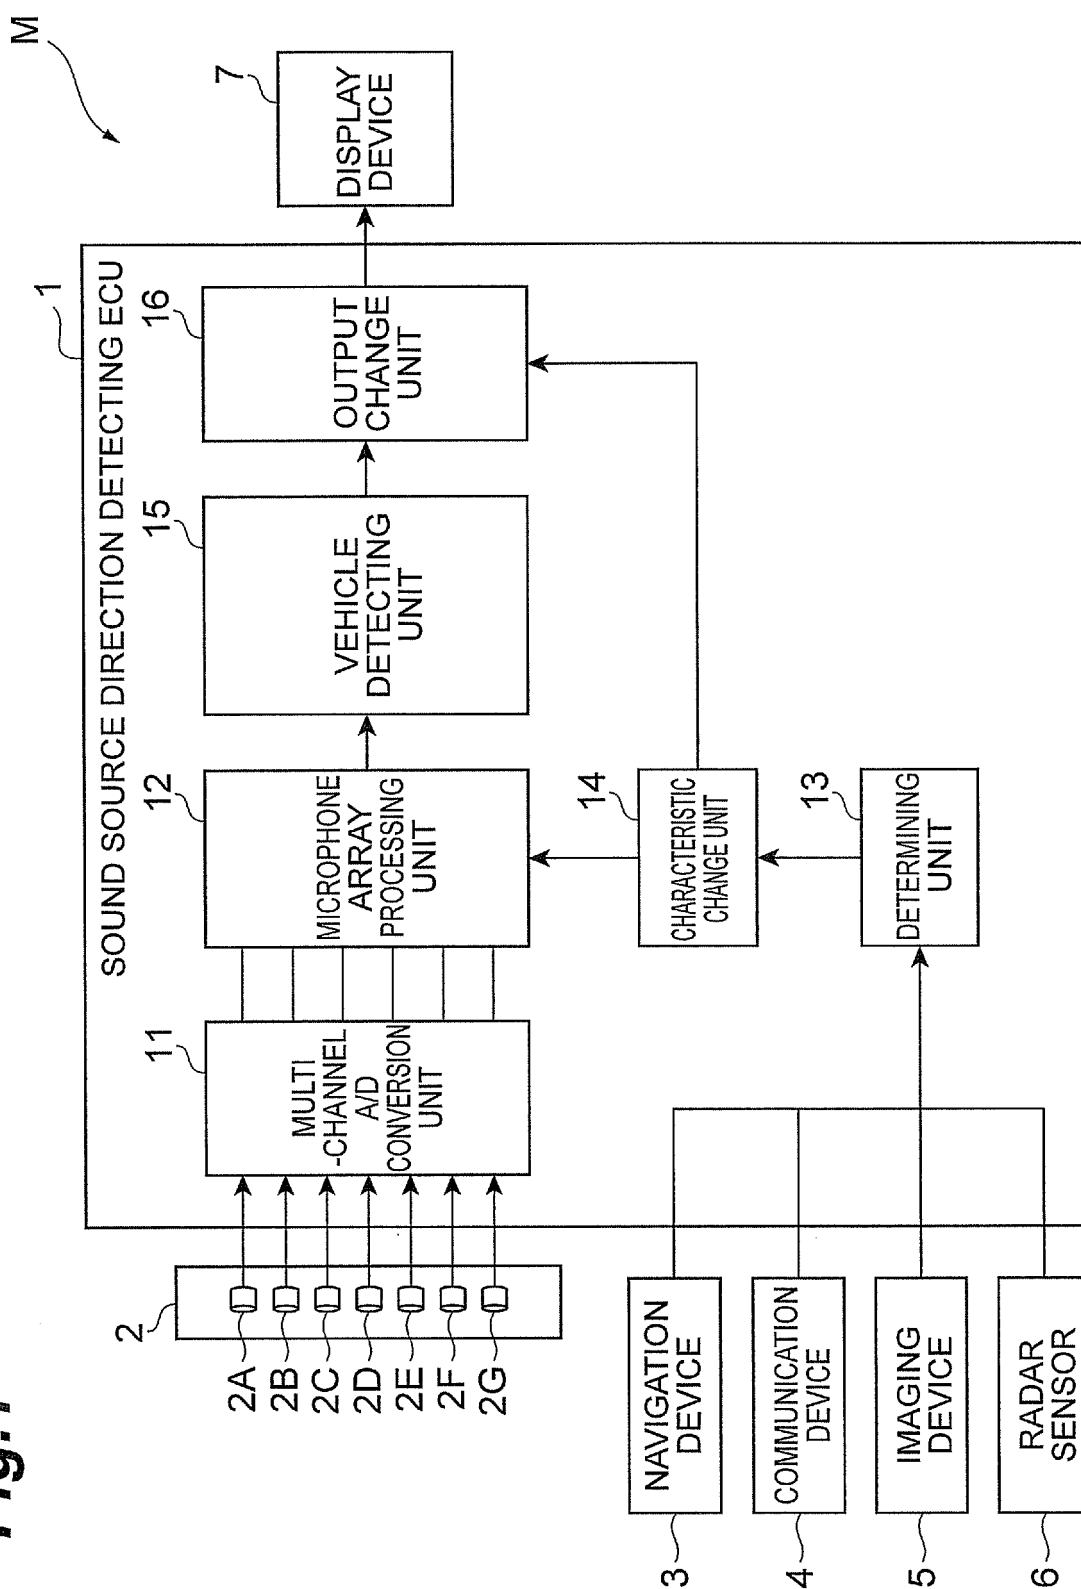 Fig.1
M
1
SOUND SOURCE DIRECTION DETECTING ECU
2
2A
2B
2C
2D
2E
2F
2G
11
MULTI
-CHANNEL
A/D
CONVERSION
UNIT
12
MICROPHONE
ARRAY
PROCESSING
UNIT
15
VEHICLE
DETECTING
UNIT
16
OUTPUT
CHANGE
UNIT
7
DISPLAY
DEVICE
14
CHARACTERISTIC
CHANGE UNIT
13
DETERMINING
UNIT
3
NAVIGATION
DEVICE
4
COMMUNICATION
DEVICE
5
IMAGING
DEVICE
6
RADAR
SENSOR